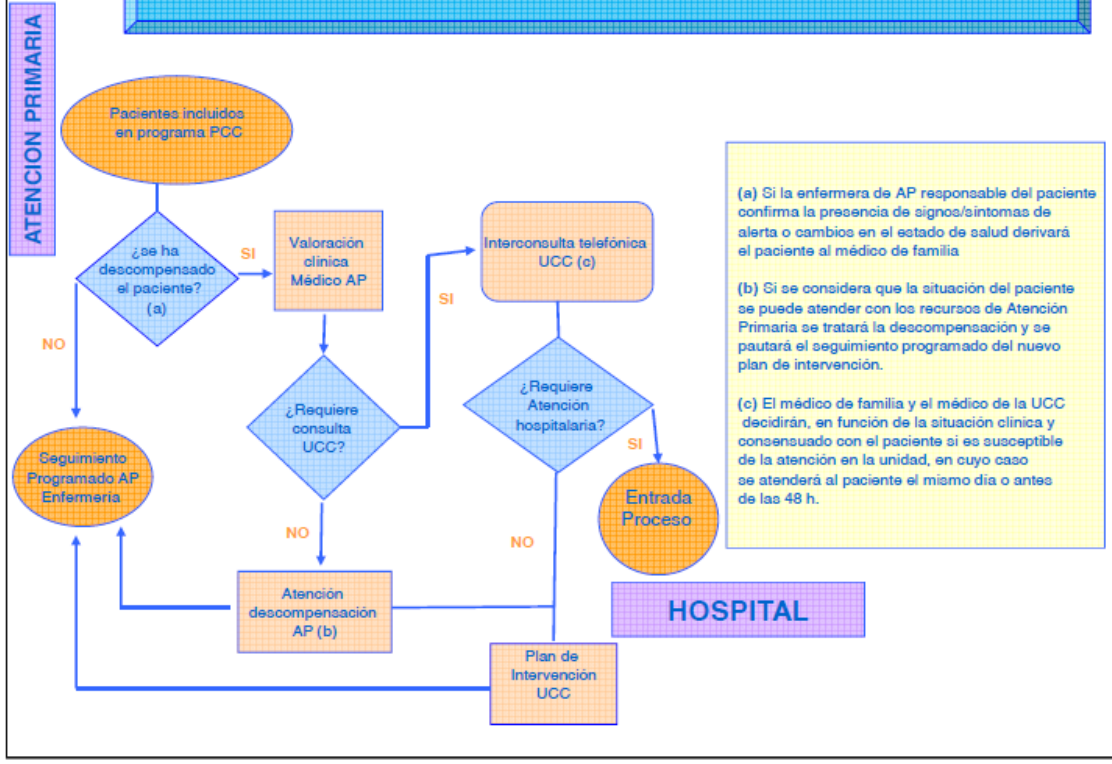 ATENCION PRIMARIA
Pacientes incluidos
en programa PCC
¿se ha
descompensado
el paciente?
(a)
SI
Valoración
clínica
Médico AP
Interconsulta telefónica
UCC (c)
SI
NO
¿Requiere
consulta
UCC?
¿Requiere
Atención
hospitalaria?
SI
Seguimiento
Programado AP
Enfermería
Entrada
Proceso
NO
NO
Atención
descompensación
AP (b)
HOSPITAL
Plan de
Intervención
UCC
(a) Si la enfermera de AP responsable del paciente
confirma la presencia de signos/síntomas de
alerta o cambios en el estado de salud derivará
el paciente al médico de familia
(b) Si se considera que la situación del paciente
se puede atender con los recursos de Atención
Primaria se tratará la descompensación y se
pautará el seguimiento programado del nuevo
plan de intervención.
(c) El médico de familia y el médico de la UCC
decidirán, en función de la situación clínica y
consensuado con el paciente si es susceptible
de la atención en la unidad, en cuyo caso
se atenderá al paciente el mismo día o antes
de las 48 h.